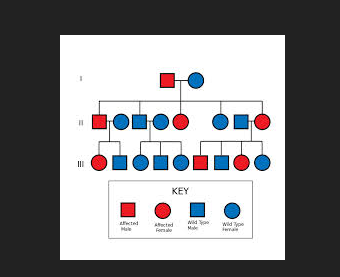 I
II
III
KEY
Affected
Male
Affected
Female
Wild Type
Male
Wild Type
Female